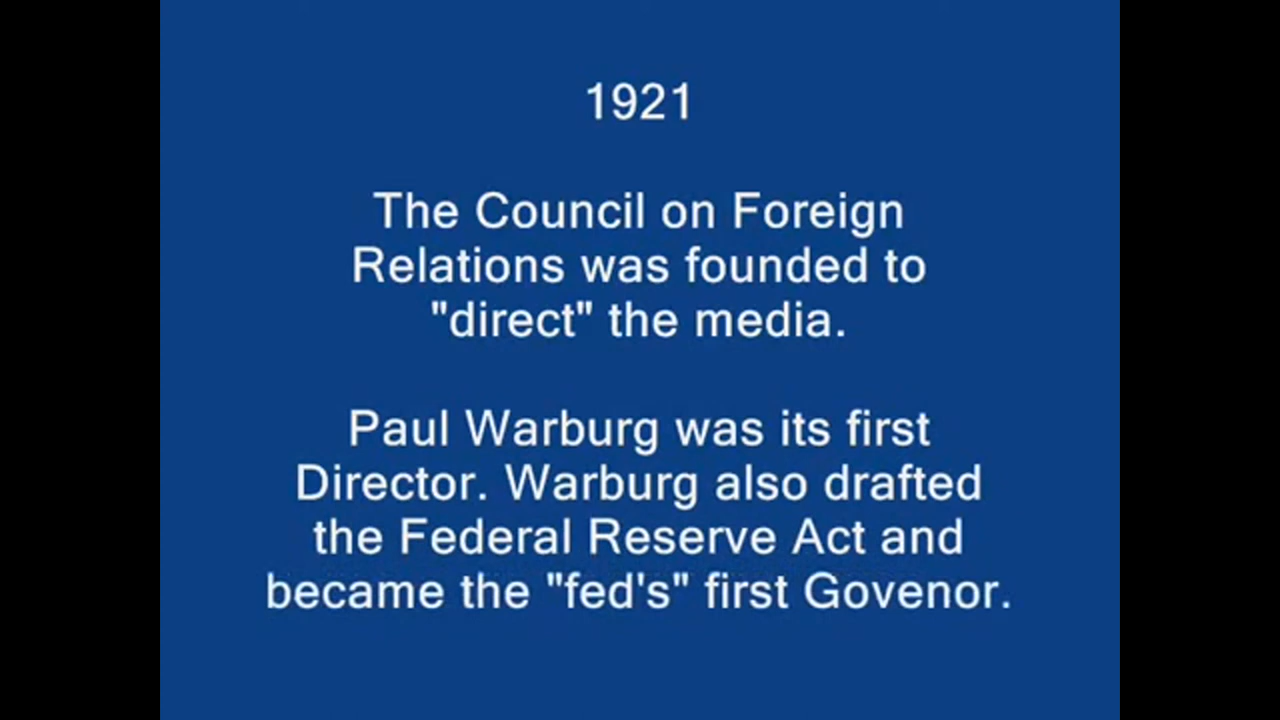 1921
The Council on Foreign
Relations was founded to
"direct" the media.
Paul Warburg was its first
Director. Warburg also drafted
the Federal Reserve Act and
became the "fed's" first Govenor.